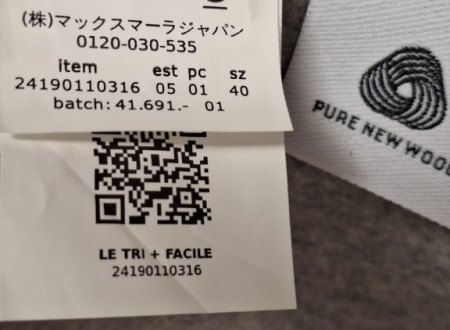 (株)マックスマーラジャパン
0120-030-535
item est pc sz
24190110316 05 01 40
batch: 41.691.- 01
LE TRI + FACILE
24190110316
PURE NEW WOOL